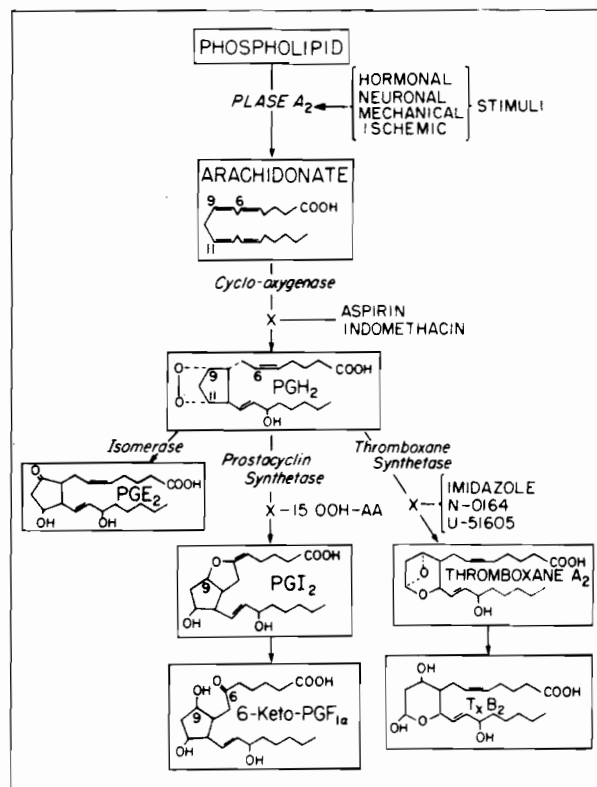 PHOSPHOLIPID
PLASE A2
HORMONAL
NEURONAL
MECHANICAL
ISCHEMIC
STIMULI
ARACHIDONATE
9 6
COOH
11
Cyclo-oxygenase
X
ASPIRIN
INDOMETHACIN
9
6
COOH
O
O
PGH2
11
OH
Isomerase
Prostacyclin
Synthetase
Thromboxane
Synthetase
O
COOH
PGE2
OH OH
X-15 OOH-AA
X
IMIDAZOLE
N-0164
U-51605
O
COOH
PGI2
9
OH
OH
COOH
O
THROMBOXANE A2
O
OH
OH
O
6
COOH
9
6-Keto-PGF1α
OH
OH
OH
COOH
TxB2
OH
O
OH